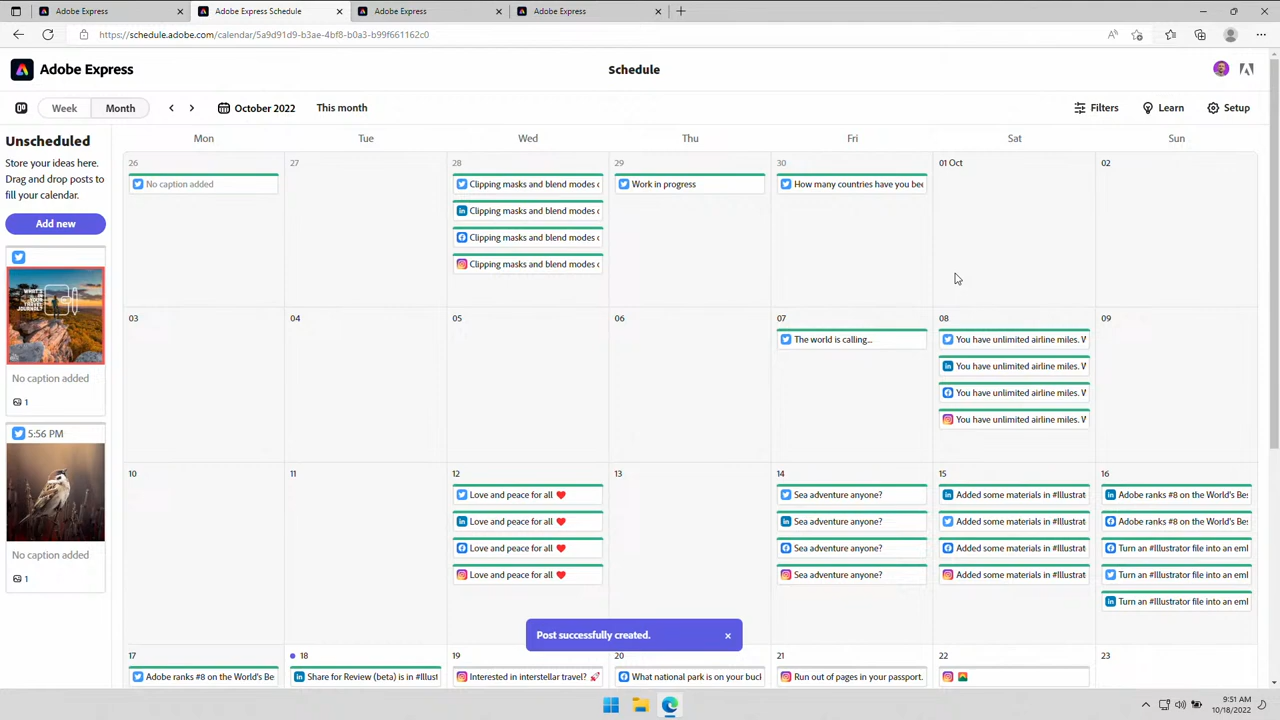 Adobe Express
Adobe Express Schedule
Adobe Express
Adobe Express
https://schedule.adobe.com/calendar/5a9d91d9-b3ae-4bf8-b0a3-b99f661162c0
Adobe Express
Schedule
Week
Month
October 2022
This month
Filters
Learn
Setup
Unscheduled
Store your ideas here.
Drag and drop posts to
fill your calendar.
Add new
WHAT'S
ON
YOUR
TRAVEL
JOURNAL?
No caption added
1
5:56 PM
No caption added
1
Mon
Tue
Wed
Thu
Fri
Sat
Sun
26
27
28
29
30
01 Oct
02
No caption added
Clipping masks and blend modes c
Clipping masks and blend modes c
Clipping masks and blend modes c
Clipping masks and blend modes c
Work in progress
How many countries have you bee
03
04
05
06
07
08
09
The world is calling...
You have unlimited airline miles. W
You have unlimited airline miles. W
You have unlimited airline miles. W
You have unlimited airline miles. W
10
11
12
13
14
15
16
Love and peace for all ❤️
Love and peace for all ❤️
Love and peace for all ❤️
Love and peace for all ❤️
Sea adventure anyone?
Sea adventure anyone?
Sea adventure anyone?
Sea adventure anyone?
Added some materials in #Illustrat
Added some materials in #Illustrat
Added some materials in #Illustrat
Added some materials in #Illustrat
Adobe ranks #8 on the World's Bes
Adobe ranks #8 on the World's Bes
Turn an #Illustrator file into an eml
Turn an #Illustrator file into an eml
Turn an #Illustrator file into an eml
Post successfully created.
17
18
19
20
21
22
23
Adobe ranks #8 on the World's Bes
Share for Review (beta) is in #Illust
Interested in interstellar travel? 🚀
What national park is on your bucl
Run out of pages in your passport.
9:51 AM
10/18/2022